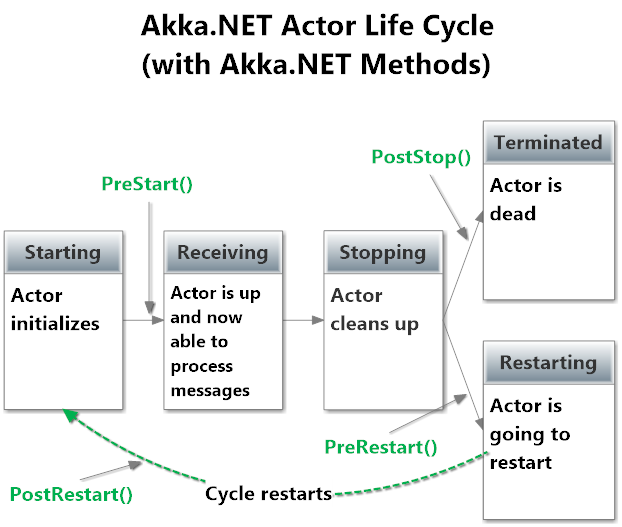 Akka.NET Actor Life Cycle
(with Akka.NET Methods)
PreStart()
PostStop()
Starting
Actor
initializes
Receiving
Actor is up
and now
able to
process
messages
Stopping
Actor
cleans up
Terminated
Actor is
dead
Restarting
Actor is
going to
restart
PreRestart()
PostRestart()
Cycle restarts